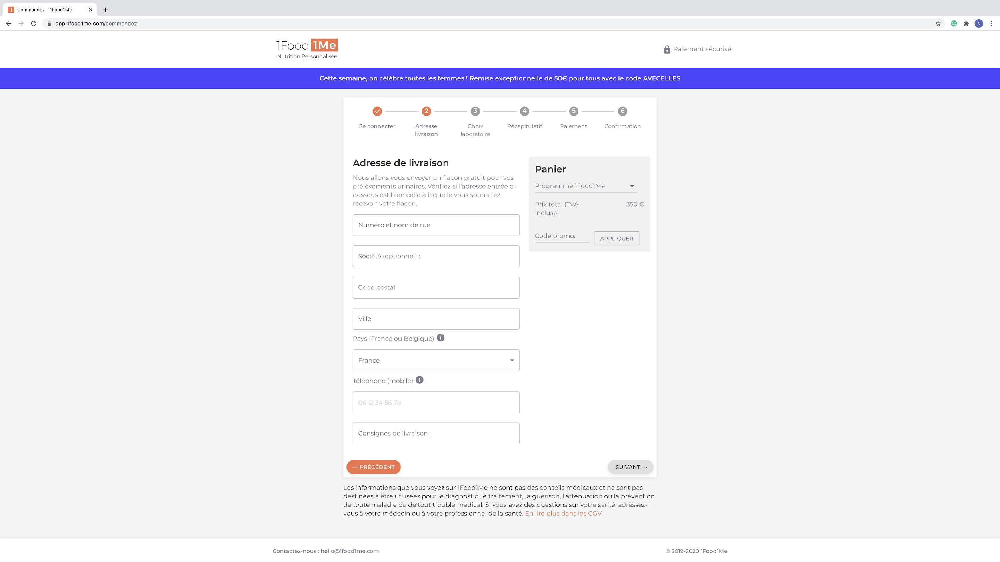 Commandez - 1Food1Me
app.1food1me.com/commandez
N
1Food 1Me
Nutrition Personnalisée
Paiement sécurisé
Cette semaine, on célèbre toutes les femmes ! Remise exceptionnelle de 50€ pour tous avec le code AVECELLES
2 3 4 5 6
Se connecter
Adresse
livraison
Choix
laboratoire
Récapitulatif
Paiement
Confirmation
Adresse de livraison
Nous allons vous envoyer un flacon gratuit pour vos
prélèvements urinaires. Vérifiez si l'adresse entrée ci-
dessous est bien celle à laquelle vous souhaitez
recevoir votre flacon.
Numéro et nom de rue
Société (optionnel) :
Code postal
Ville
Pays (France ou Belgique)
France
Téléphone (mobile)
06 12 34 56 78
Consignes de livraison :
Panier
Programme 1Food1Me
Prix total (TVA
incluse)
350 €
Code promo.
APPLIQUER
← PRÉCÉDENT
SUIVANT →
Les informations que vous voyez sur 1Food1Me ne sont pas des conseils médicaux et ne sont pas
destinées à être utilisées pour le diagnostic, le traitement, la guérison, l'atténuation ou la prévention
de toute maladie ou de tout trouble médical. Si vous avez des questions sur votre santé, adressez-
vous à votre médecin ou à votre professionnel de la santé. En lire plus dans les CGV.
Contactez-nous : hello@1food1me.com
© 2019-2020 1Food1Me